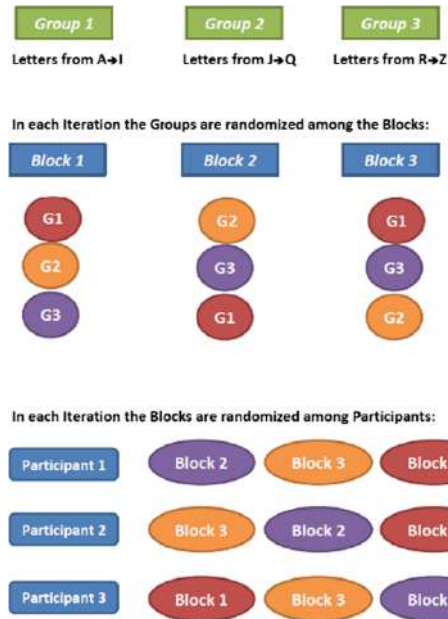 Group 1 Group 2 Group 3
Letters from A→I Letters from J→Q Letters from R→Z
In each Iteration the Groups are randomized among the Blocks:
Block 1 Block 2 Block 3
G1 G2 G1
G2 G3 G3
G3 G1 G2
In each Iteration the Blocks are randomized among Participants:
Participant 1 Block 2 Block 3 Block
Participant 2 Block 3 Block 2 Block
Participant 3 Block 1 Block 3 Block